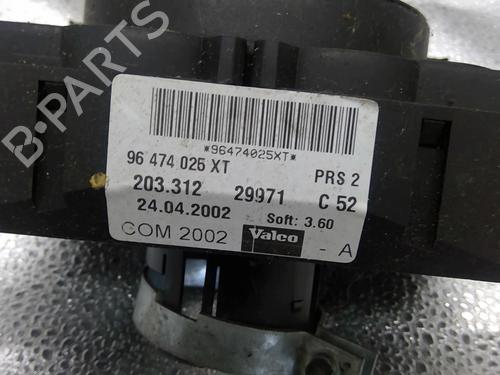 B-PARTS
*96474025XT*
96 474 025 XT PRS 2
203.312 29971 C 52
24.04.2002 Soft: 3.60
COM 2002 Valeo - A